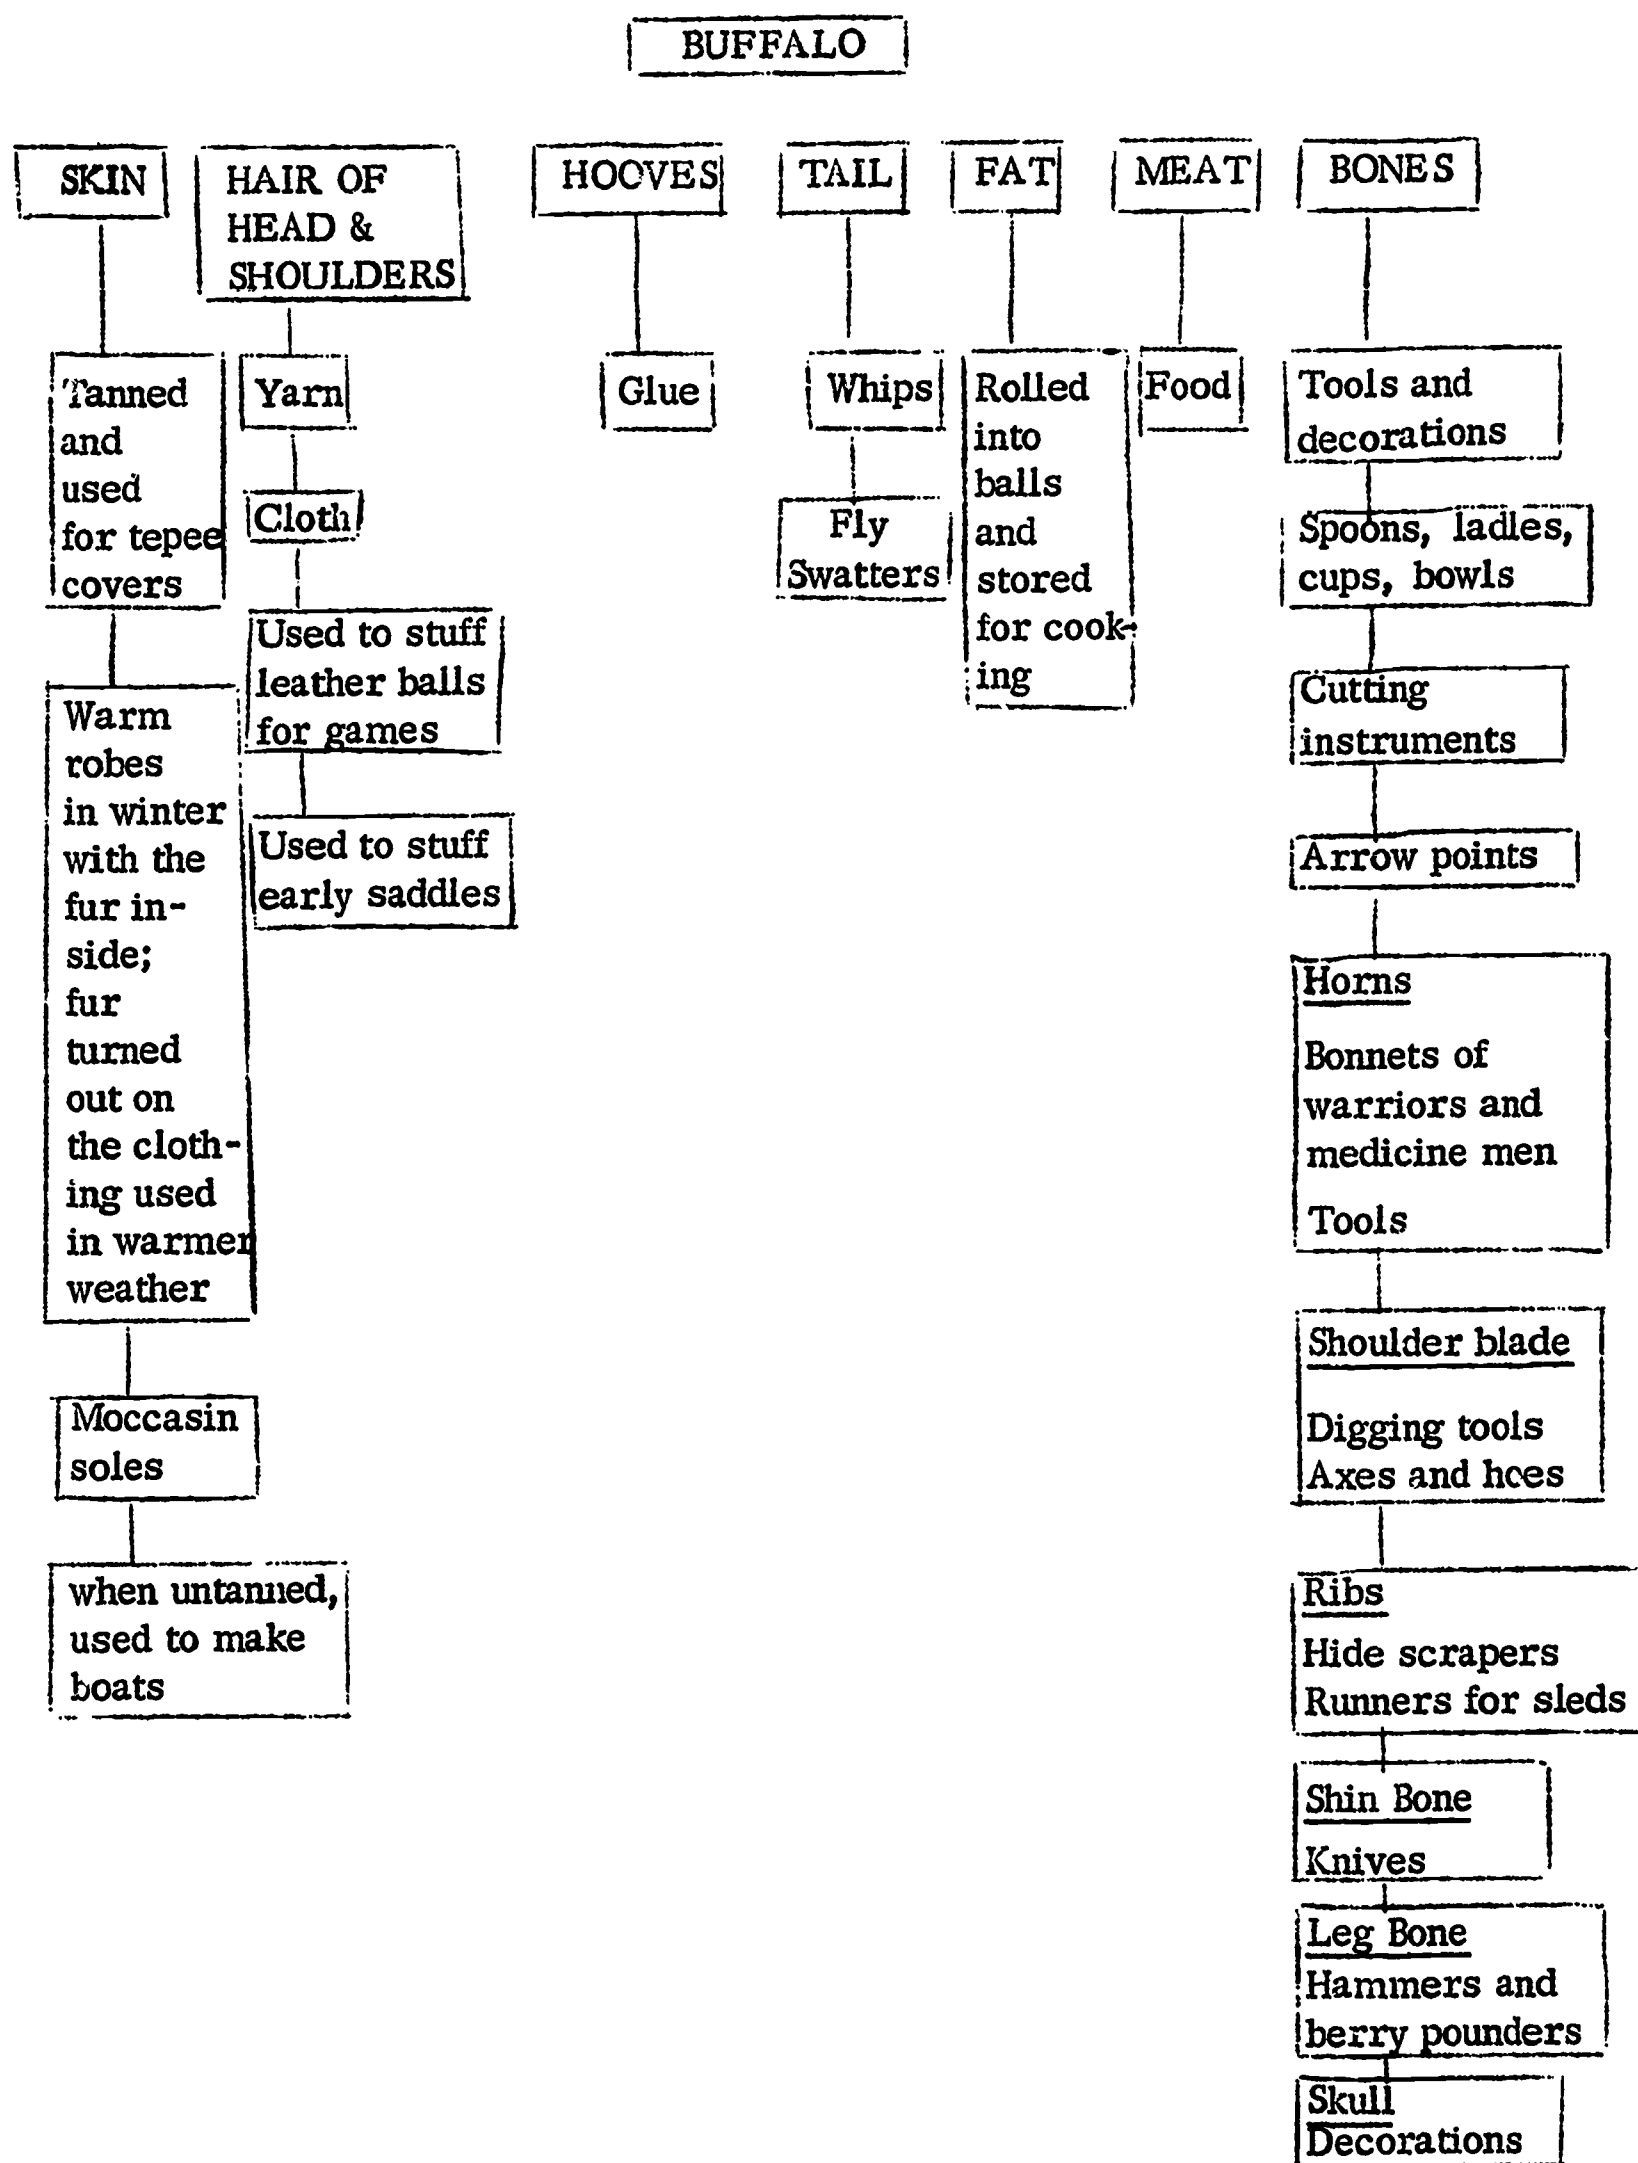 BUFFALO
SKIN
Tanned
and
used
for tepee
covers
Warm
robes
in winter
with the
fur in-
side;
fur
turned
out on
the cloth-
ing used
in warmer
weather
Moccasin
soles
when untanned,
used to make
boats
HAIR OF
HEAD &
SHOULDERS
Yarn
Cloth
Used to stuff
leather balls
for games
Used to stuff
early saddles
HOOVES
Glue
TAIL
Whips
Fly
Swatters
FAT
Rolled
into
balls
and
stored
for cook-
ing
MEAT
Food
BONES
Tools and
decorations
Spoons, ladles,
cups, bowls
Cutting
instruments
Arrow points
Horns
Bonnets of
warriors and
medicine men
Tools
Shoulder blade
Digging tools
Axes and hoes
Ribs
Hide scrapers
Runners for sleds
Shin Bone
Knives
Leg Bone
Hammers and
berry pounders
Skull
Decorations